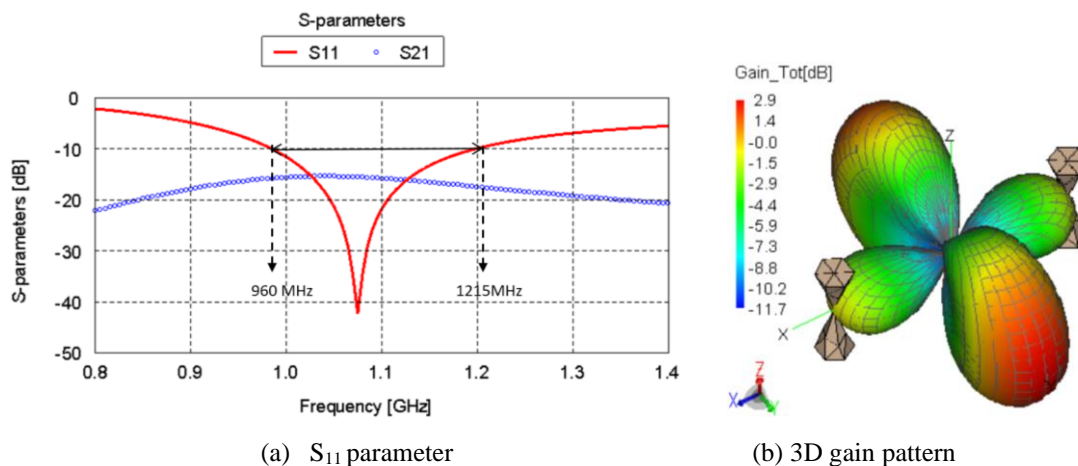 S-parameters
S11 S21
0
-10
-20
-30
-40
-50
S-parameters [dB]
960 MHz 1215MHz
0.8 0.9 1.0 1.1 1.2 1.3 1.4
Frequency [GHz]
(a) S₁₁ parameter
Gain_Tot[dB]
2.9
1.5
-0.0
-1.5
-2.9
-4.4
-5.9
-7.3
-8.8
-10.2
-11.7
Z
X
Z
X Y
(b) 3D gain pattern